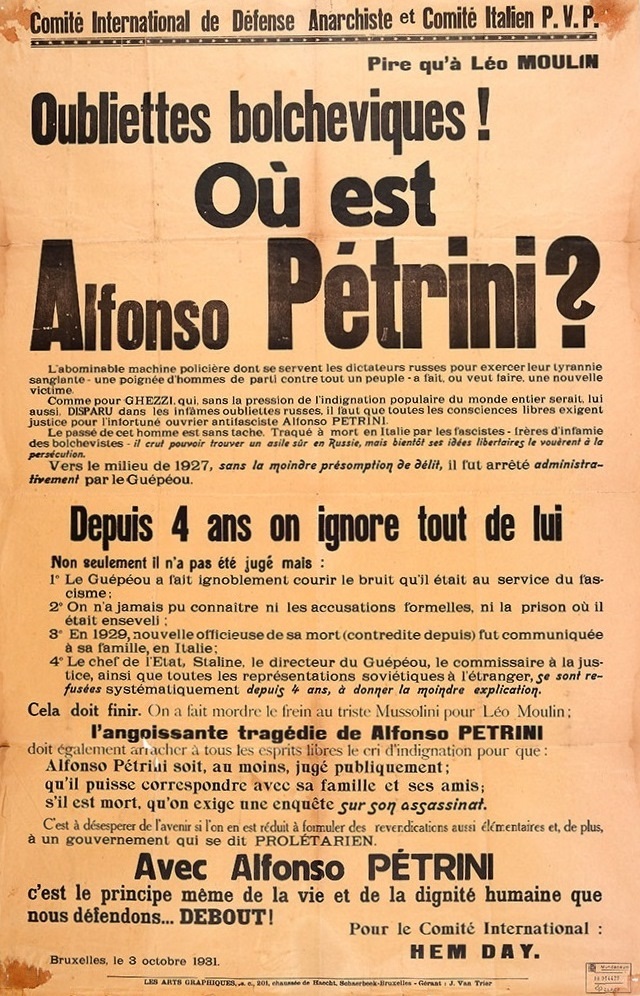 Comité International de Défense Anarchiste et Comité Italien P. V. P.
Pire qu'à Léo MOULIN
Oubliettes bolcheviques !
Où est
Alfonso Pétrini ?
L'abominable machine policière dont se servent les dictateurs russes pour exercer leur tyrannie
sanglante - une poignée d'hommes de parti contre tout un peuple - a fait, ou veut faire, une nouvelle
victime.
Comme pour GHEZZI, qui, sans la pression de l'indignation populaire du monde entier serait, lui
aussi, DISPARU dans les infâmes oubliettes russes, il faut que toutes les consciences libres exigent
justice pour l'infortuné ouvrier antifasciste Alfonso PETRINI.
Le passé de cet homme est sans tache. Traqué à mort en Italie par les fascistes - frères d'infamie
des bolchevistes - il crut pouvoir trouver un asile sûr en Russie, mais bientôt ses idées libertaires le vouèrent à la
persécution.
Vers le milieu de 1927, sans la moindre présomption de délit, il fut arrêté administra-
tivement par le Guépéou.
Depuis 4 ans on ignore tout de lui
Non seulement il n'a pas été jugé mais :
1° Le Guépéou a fait ignoblement courir le bruit qu'il était au service du fas-
cisme ;
2° On n'a jamais pu connaître ni les accusations formelles, ni la prison où il
était enseveli ;
3° En 1929, nouvelle officieuse de sa mort (contredite depuis) fut communiquée
à sa famille, en Italie;
4° Le chef de l'Etat, Staline, le directeur du Guépéou, le commissaire à la jus-
tice, ainsi que toutes les représentations soviétiques à l'étranger, se sont re-
fusées systématiquement depuis 4 ans, à donner la moindre explication.
Cela doit finir. On a fait mordre le frein au triste Mussolini pour Léo Moulin ;
l'angoissante tragédie de Alfonso PETRINI
doit également arracher à tous les esprits libres le cri d'indignation pour que :
Alfonso Pétrini soit, au moins, jugé publiquement ;
qu'il puisse correspondre avec sa famille et ses amis ;
s'il est mort, qu'on exige une enquête sur son assassinat.
C'est à désesperer de l'avenir si l'on en est réduit à formuler des revendications aussi élémentaires et, de plus,
à un gouvernement qui se dit PROLÉTARIEN.
Avec Alfonso PÉTRINI
c'est le principe même de la vie et de la dignité humaine que
nous défendons... DEBOUT !
Pour le Comité International :
HEM DAY.
Bruxelles, le 3 octobre 1931.
LES ARTS GRAPHIQUES, s. c., 201, chaussée de Haecht, Schaerbeek-Bruxelles - Gérant : J. Van Trier